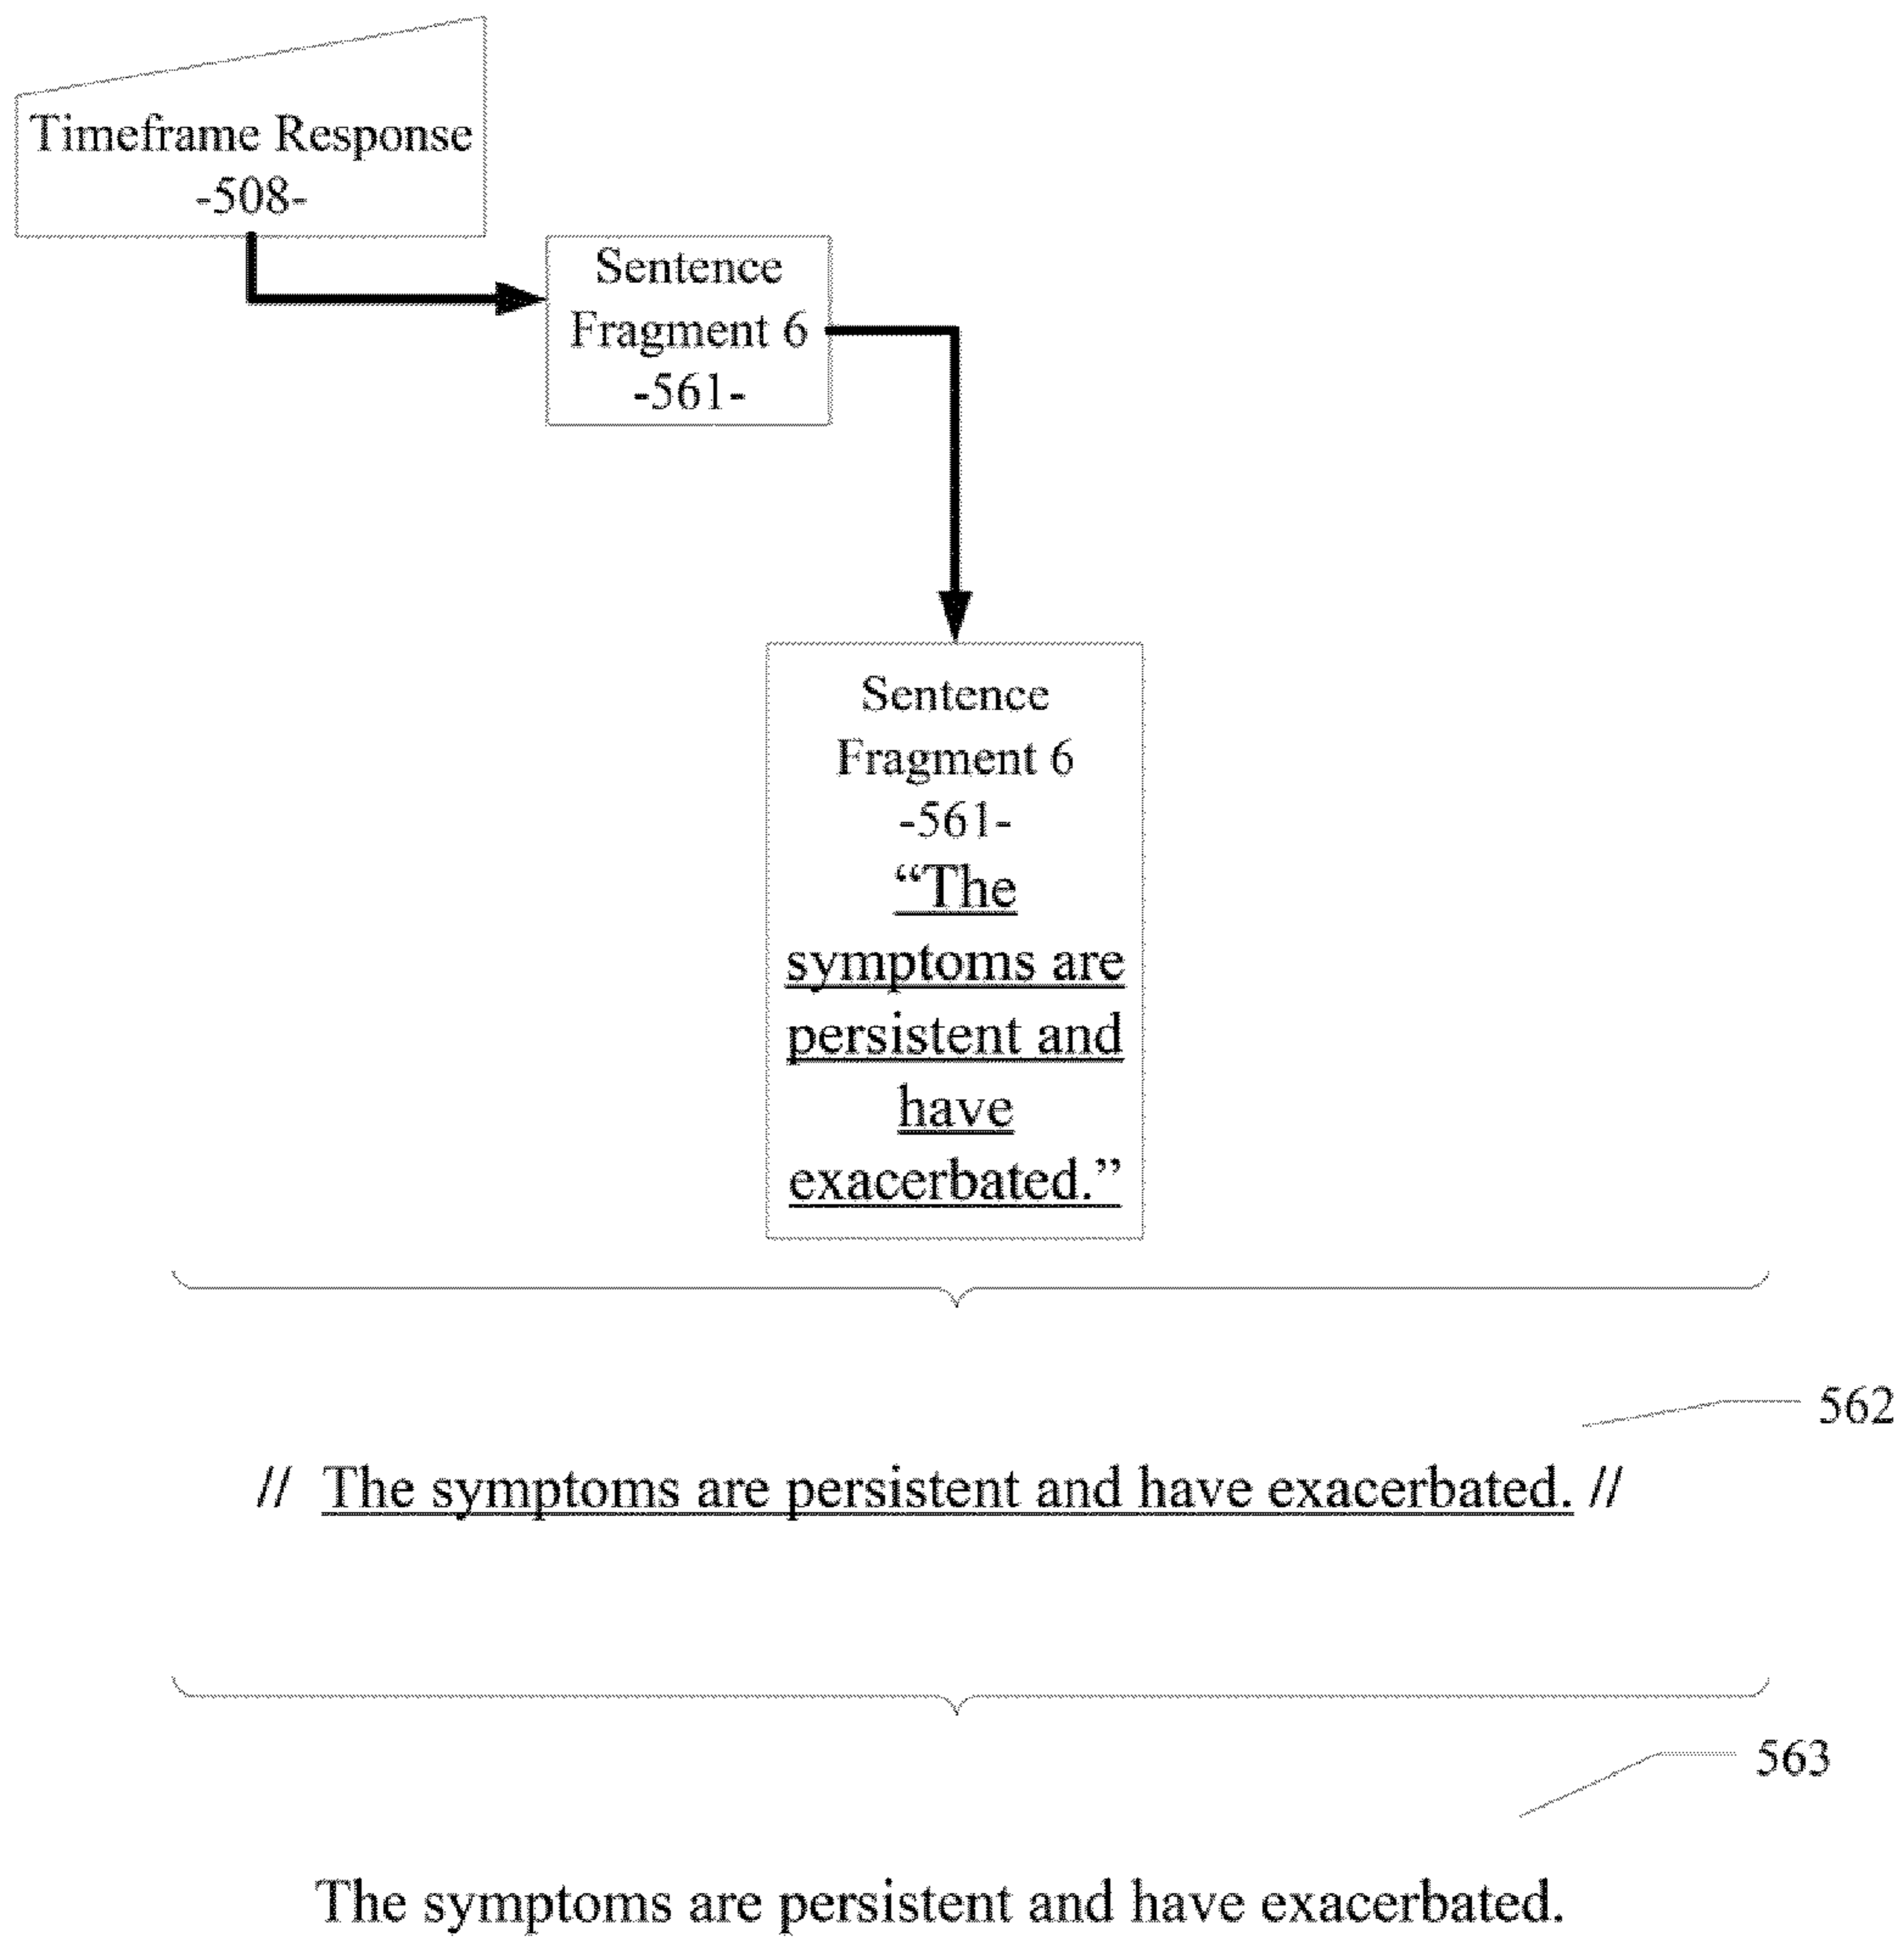 Timeframe Response
-508-
Sentence
Fragment 6
-561-
Sentence
Fragment 6
-561-
“The
symptoms are
persistent and
have
exacerbated.”
562
// The symptoms are persistent and have exacerbated. //
563
The symptoms are persistent and have exacerbated.